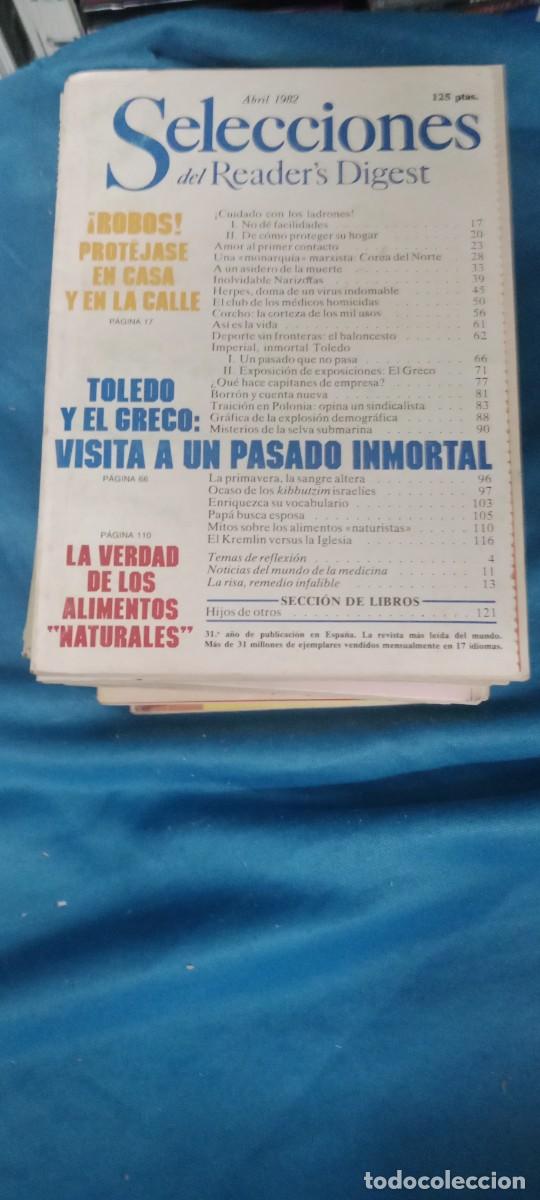 Abril 1982
125 ptas.
Selecciones
del Reader's Digest
¡ROBOS!
PROTÉJASE
EN CASA
Y EN LA CALLE
PÁGINA 17
¡Cuidado con los ladrones!
I. No dé facilidades 17
II. De cómo proteger su hogar 20
Amor al primer contacto 23
Una «monarquía» marxista: Corea del Norte 28
A un asidero de la muerte 33
Inolvidable Narizotas 39
Herpes, doma de un virus indomable 45
El club de los médicos homicidas 50
Corcho: la corteza de los mil usos 56
Así es la vida 61
Deporte sin fronteras: el baloncesto 62
Imperial, inmortal Toledo
I. Un pasado que no pasa 66
II. Exposición de exposiciones: El Greco 71
¿Qué hace capitanes de empresa? 77
Borrón y cuenta nueva 81
Traición en Polonia: opina un sindicalista 83
Gráfica de la explosión demográfica 88
Misterios de la selva submarina 90
TOLEDO
Y EL GRECO:
VISITA A UN PASADO INMORTAL
PÁGINA 66
La primavera, la sangre altera 96
Ocaso de los kibbutzim israelíes 97
Enriquezca su vocabulario 103
Papá busca esposa 105
Mitos sobre los alimentos «naturistas» 110
El Kremlin versus la Iglesia 116
PÁGINA 110
LA VERDAD
DE LOS
ALIMENTOS
"NATURALES"
Temas de reflexión 4
Noticias del mundo de la medicina 11
La risa, remedio infalible 13
SECCIÓN DE LIBROS
Hijos de otros 121
31.º año de publicación en España. La revista más leída del mundo.
Más de 31 millones de ejemplares vendidos mensualmente en 17 idiomas.
todocoleccion